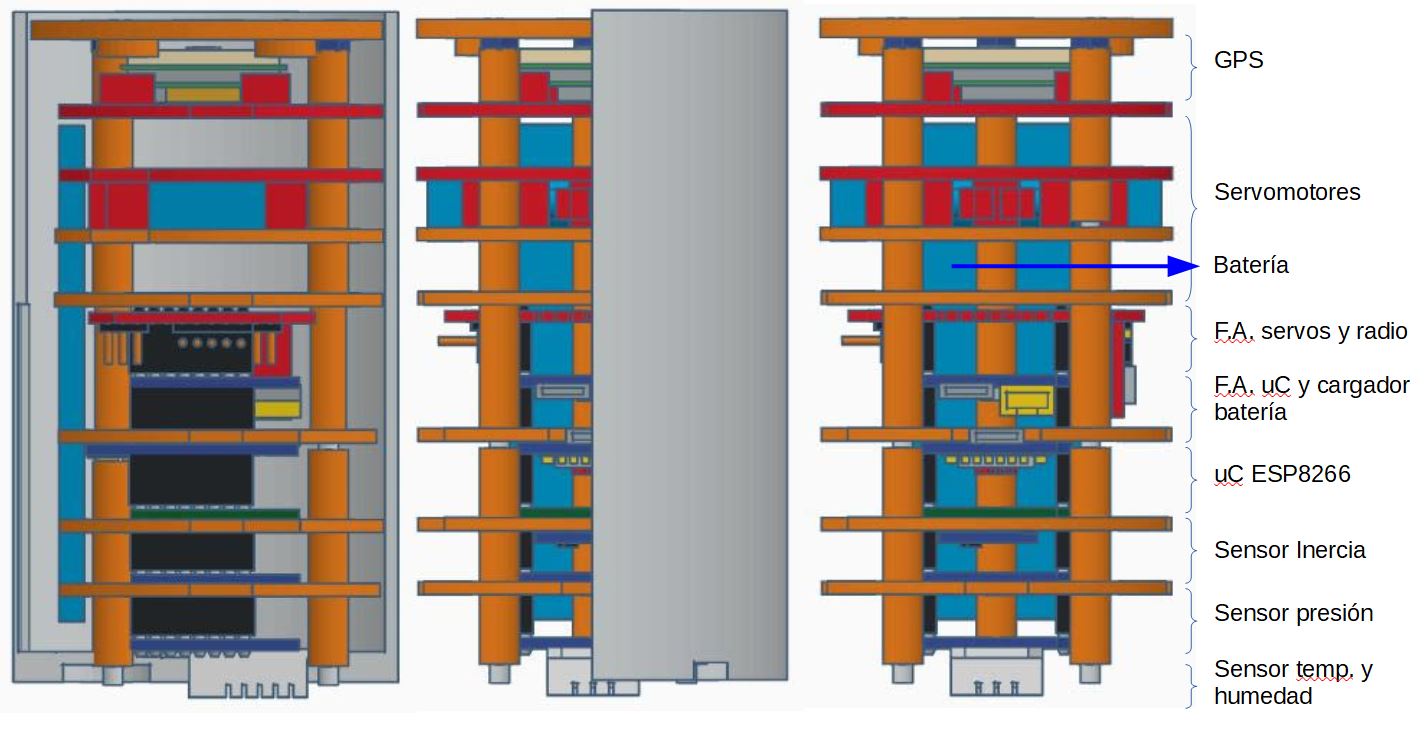 GPS
Servomotores
Batería
F.A. servos y radio
F.A. uC y cargador
batería
uC ESP8266
Sensor Inercia
Sensor presión
Sensor temp. y
humedad